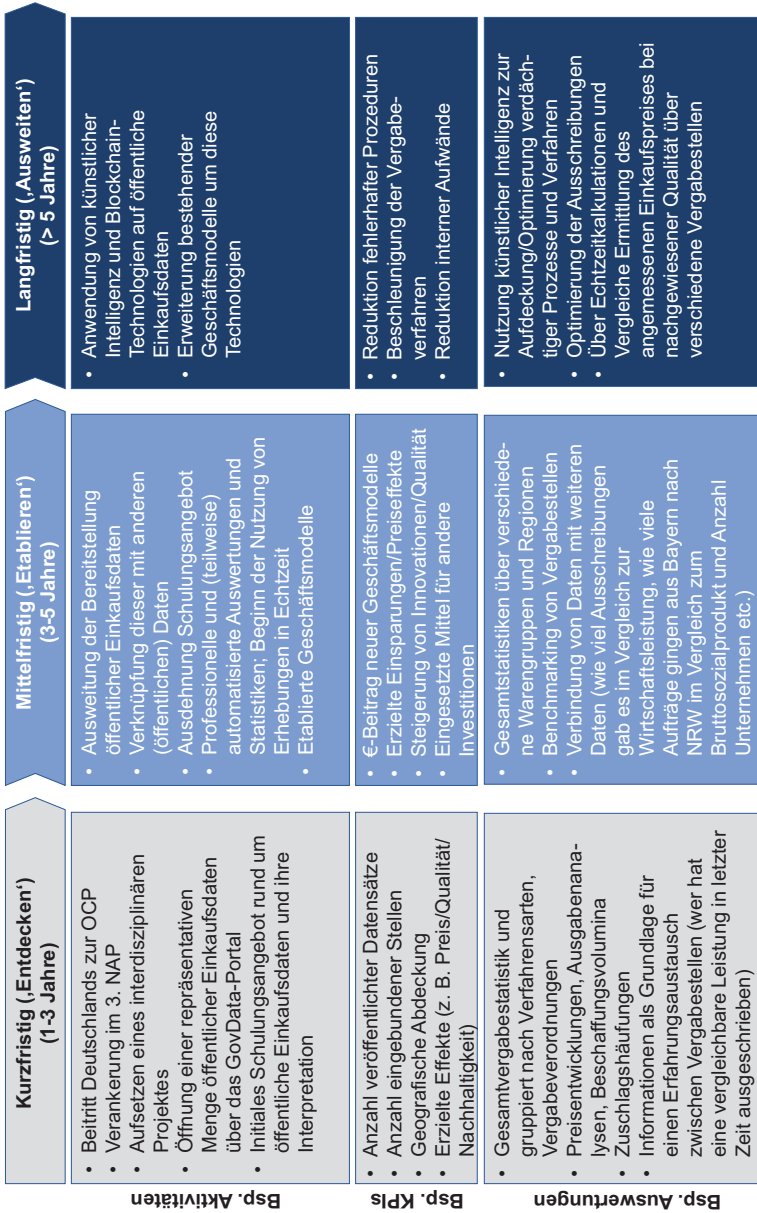 Kurzfristig (‚Entdecken‘)
(1-3 Jahre)
Mittelfristig (‚Etablieren‘)
(3-5 Jahre)
Langfristig (‚Ausweiten‘)
(> 5 Jahre)
Bsp. Aktivitäten
• Beitritt Deutschlands zur OCP
• Verankerung im 3. NAP
• Aufsetzen eines interdisziplinären
Projektes
• Öffnung einer repräsentativen
Menge öffentlicher Einkaufsdaten
über das GovData-Portal
• Initiales Schulungsangebot rund um
öffentliche Einkaufsdaten und ihre
Interpretation
• Ausweitung der Bereitstellung
öffentlicher Einkaufsdaten
• Verknüpfung dieser mit anderen
(öffentlichen) Daten
• Ausdehnung Schulungsangebot
• Professionelle und (teilweise)
automatisierte Auswertungen und
Statistiken; Beginn der Nutzung von
Erhebungen in Echtzeit
• Etablierte Geschäftsmodelle
• Anwendung von künstlicher
Intelligenz und Blockchain-
Technologien auf öffentliche
Einkaufsdaten
• Erweiterung bestehender
Geschäftsmodelle um diese
Technologien
Bsp. KPIs
• Anzahl veröffentlichter Datensätze
• Anzahl eingebundener Stellen
• Geografische Abdeckung
• Erzielte Effekte (z. B. Preis/Qualität/
Nachhaltigkeit)
• €-Beitrag neuer Geschäftsmodelle
• Erzielte Einsparungen/Preiseffekte
• Steigerung von Innovationen/Qualität
• Eingesetzte Mittel für andere
Investitionen
• Reduktion fehlerhafter Prozeduren
• Beschleunigung der Vergabe-
verfahren
• Reduktion interner Aufwände
Bsp. Auswertungen
• Gesamtvergabestatistik und
gruppiert nach Verfahrensarten,
Vergabeverordnungen
• Preisentwicklungen, Ausgabenana-
lysen, Beschaffungsvolumina
• Zuschlagshäufungen
• Informationen als Grundlage für
einen Erfahrungsaustausch
zwischen Vergabestellen (wer hat
eine vergleichbare Leistung in letzter
Zeit ausgeschrieben)
• Gesamtstatistiken über verschiede-
ne Warengruppen und Regionen
• Benchmarking von Vergabestellen
• Verbindung von Daten mit weiteren
Daten (wie viel Ausschreibungen
gab es im Vergleich zur
Wirtschaftsleistung, wie viele
Aufträge gingen aus Bayern nach
NRW im Vergleich zum
Bruttosozialprodukt und Anzahl
Unternehmen etc.)
• Nutzung künstlicher Intelligenz zur
Aufdeckung/Optimierung verdäch-
tiger Prozesse und Verfahren
• Optimierung der Ausschreibungen
• Über Echtzeitkalkulationen und
Vergleiche Ermittlung des
angemessenen Einkaufspreises bei
nachgewiesener Qualität über
verschiedene Vergabestellen